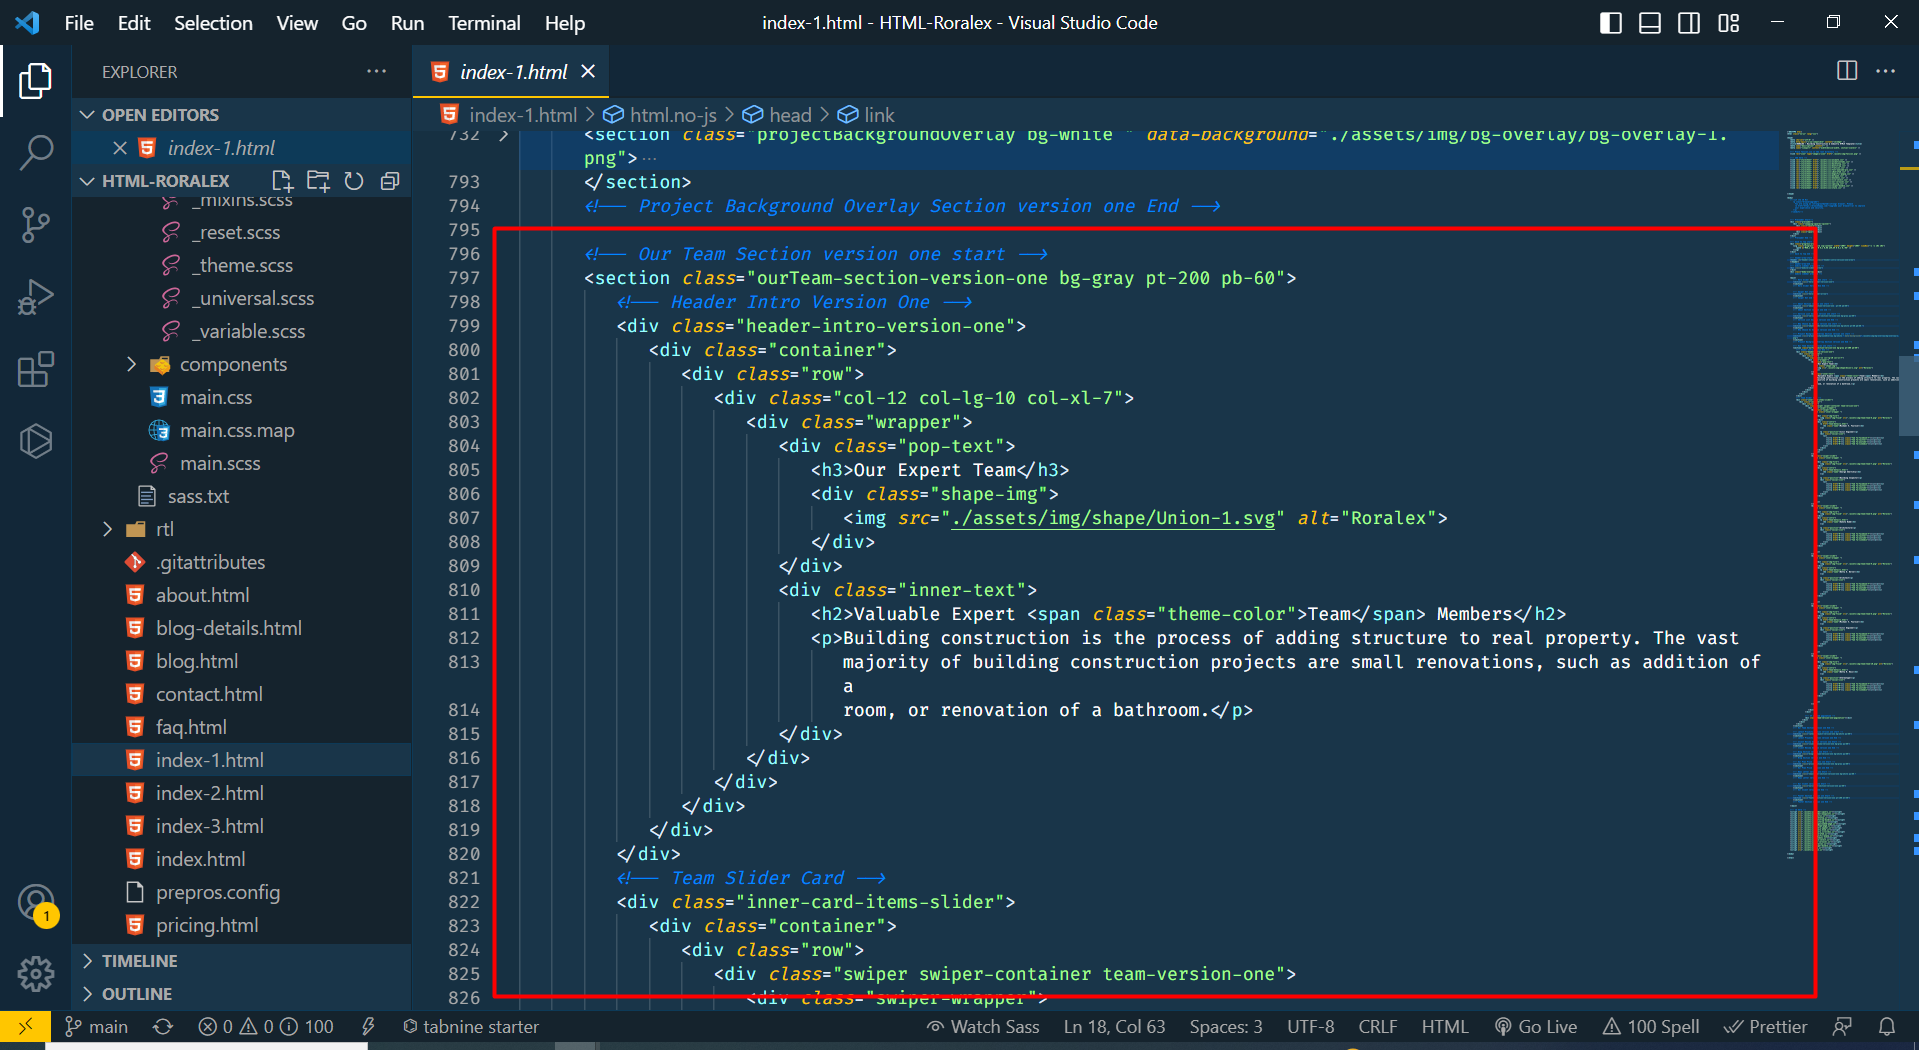 File Edit Selection View Go Run Terminal Help
index-1.html - HTML-Roralex - Visual Studio Code
EXPLORER
OPEN EDITORS
index-1.html
HTML-RORALEX
_mixins.scss
_reset.scss
_theme.scss
_universal.scss
_variable.scss
components
main.css
main.css.map
main.scss
sass.txt
rtl
.gitattributes
about.html
blog-details.html
blog.html
contact.html
faq.html
index-1.html
index-2.html
index-3.html
index.html
prepros.config
pricing.html
TIMELINE
OUTLINE
1
index-1.html
index-1.html > html.no-js > head > link
732 <section class="projectBackgroundOverlay bg-white " data-background="./assets/img/bg-overlay/bg-overlay-1.
png">···
793 </section>
794 <!-- Project Background Overlay Section version one End -->
795
796 <!-- Our Team Section version one start -->
797 <section class="ourTeam-section-version-one bg-gray pt-200 pb-60">
798 <!-- Header Intro Version One -->
799 <div class="header-intro-version-one">
800 <div class="container">
801 <div class="row">
802 <div class="col-12 col-lg-10 col-xl-7">
803 <div class="wrapper">
804 <div class="pop-text">
805 <h3>Our Expert Team</h3>
806 <div class="shape-img">
807 <img src="./assets/img/shape/Union-1.svg" alt="Roralex">
808 </div>
809 </div>
810 <div class="inner-text">
811 <h2>Valuable Expert <span class="theme-color">Team</span> Members</h2>
812 <p>Building construction is the process of adding structure to real property. The vast
813 majority of building construction projects are small renovations, such as addition of
a
814 room, or renovation of a bathroom.</p>
815 </div>
816 </div>
817 </div>
818 </div>
819 </div>
820 </div>
821 <!-- Team Slider Card -->
822 <div class="inner-card-items-slider">
823 <div class="container">
824 <div class="row">
825 <div class="swiper swiper-container team-version-one">
826 <div class="swiper-wrapper">
main 0 0 100 tabnine starter Watch Sass Ln 18, Col 63 Spaces: 3 UTF-8 CRLF HTML Go Live 100 Spell Prettier